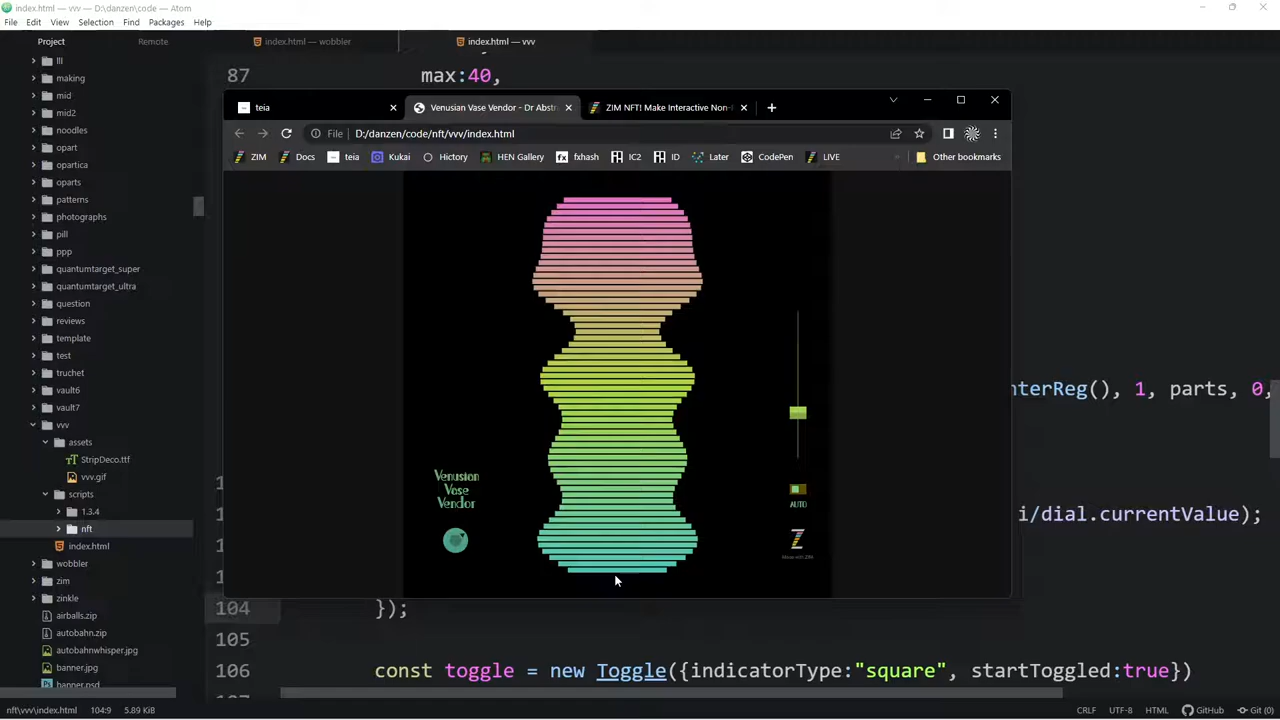 index.html — vvv — D:\danzen\code — Atom
File Edit View Selection Find Packages Help
Project Remote
index.html — wobbler
index.html — vvv
lll
making
mid
mid2
noodles
opart
opartica
oparts
patterns
photographs
pill
ppp
quantumtarget_super
quantumtarget_ultra
question
reviews
template
test
truchet
vault6
vault7
vvv
assets
StripDeco.ttf
vvv.gif
scripts
1.3.4
nft
index.html
wobbler
zim
zinkle
airballs.zip
autobahn.zip
autobahnwhisper.jpg
banner.jpg
banner.psd
87 max:40,
teia
Venusian Vase Vendor - Dr Abstr
ZIM NFT! Make Interactive Non-
File D:/danzen/code/nft/vvv/index.html
ZIM Docs teia Kukai Hictory HEN Gallery fxhash IC2 ID Later CodePen LIVE » Other bookmarks
Venusian
Vase
Vendor
AUTO
Made with ZIM
nterReg(), 1, parts, 0,
i/dial.currentValue);
104 });
105
106 const toggle = new Toggle({indicatorType:"square", startToggled:true})
nft\vvv\index.html 104:9 5.89 KiB
CRLF UTF-8 HTML GitHub Git (0)